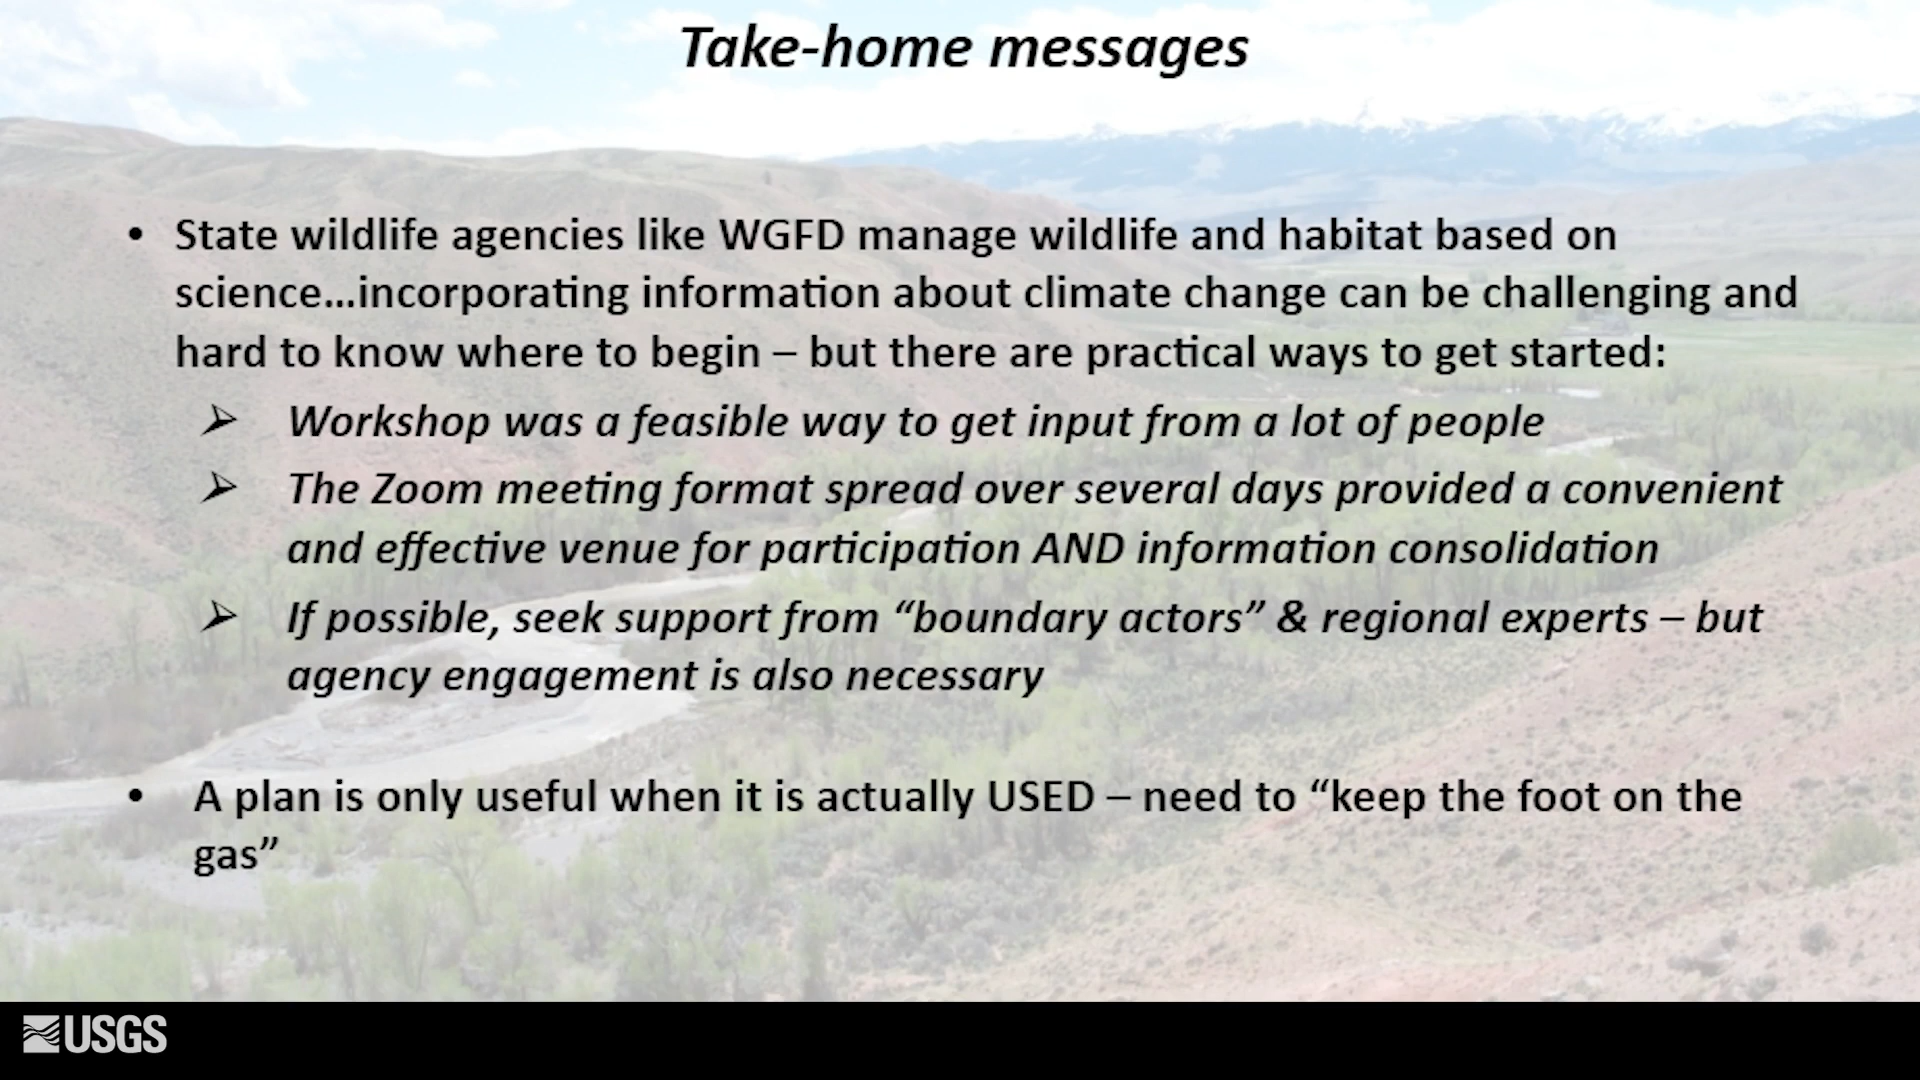 Take-home messages
• State wildlife agencies like WGFD manage wildlife and habitat based on
science...incorporating information about climate change can be challenging and
hard to know where to begin – but there are practical ways to get started:
➢ Workshop was a feasible way to get input from a lot of people
➢ The Zoom meeting format spread over several days provided a convenient
and effective venue for participation AND information consolidation
➢ If possible, seek support from “boundary actors” & regional experts – but
agency engagement is also necessary
• A plan is only useful when it is actually USED – need to “keep the foot on the
gas”
USGS